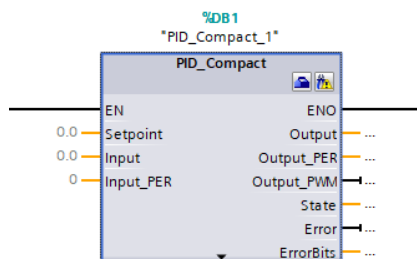 %DB1
"PID_Compact_1"
PID_Compact
EN ENO
0.0 Setpoint Output ...
0.0 Input Output_PER ...
0 Input_PER Output_PWM ...
State ...
Error ...
ErrorBits ...